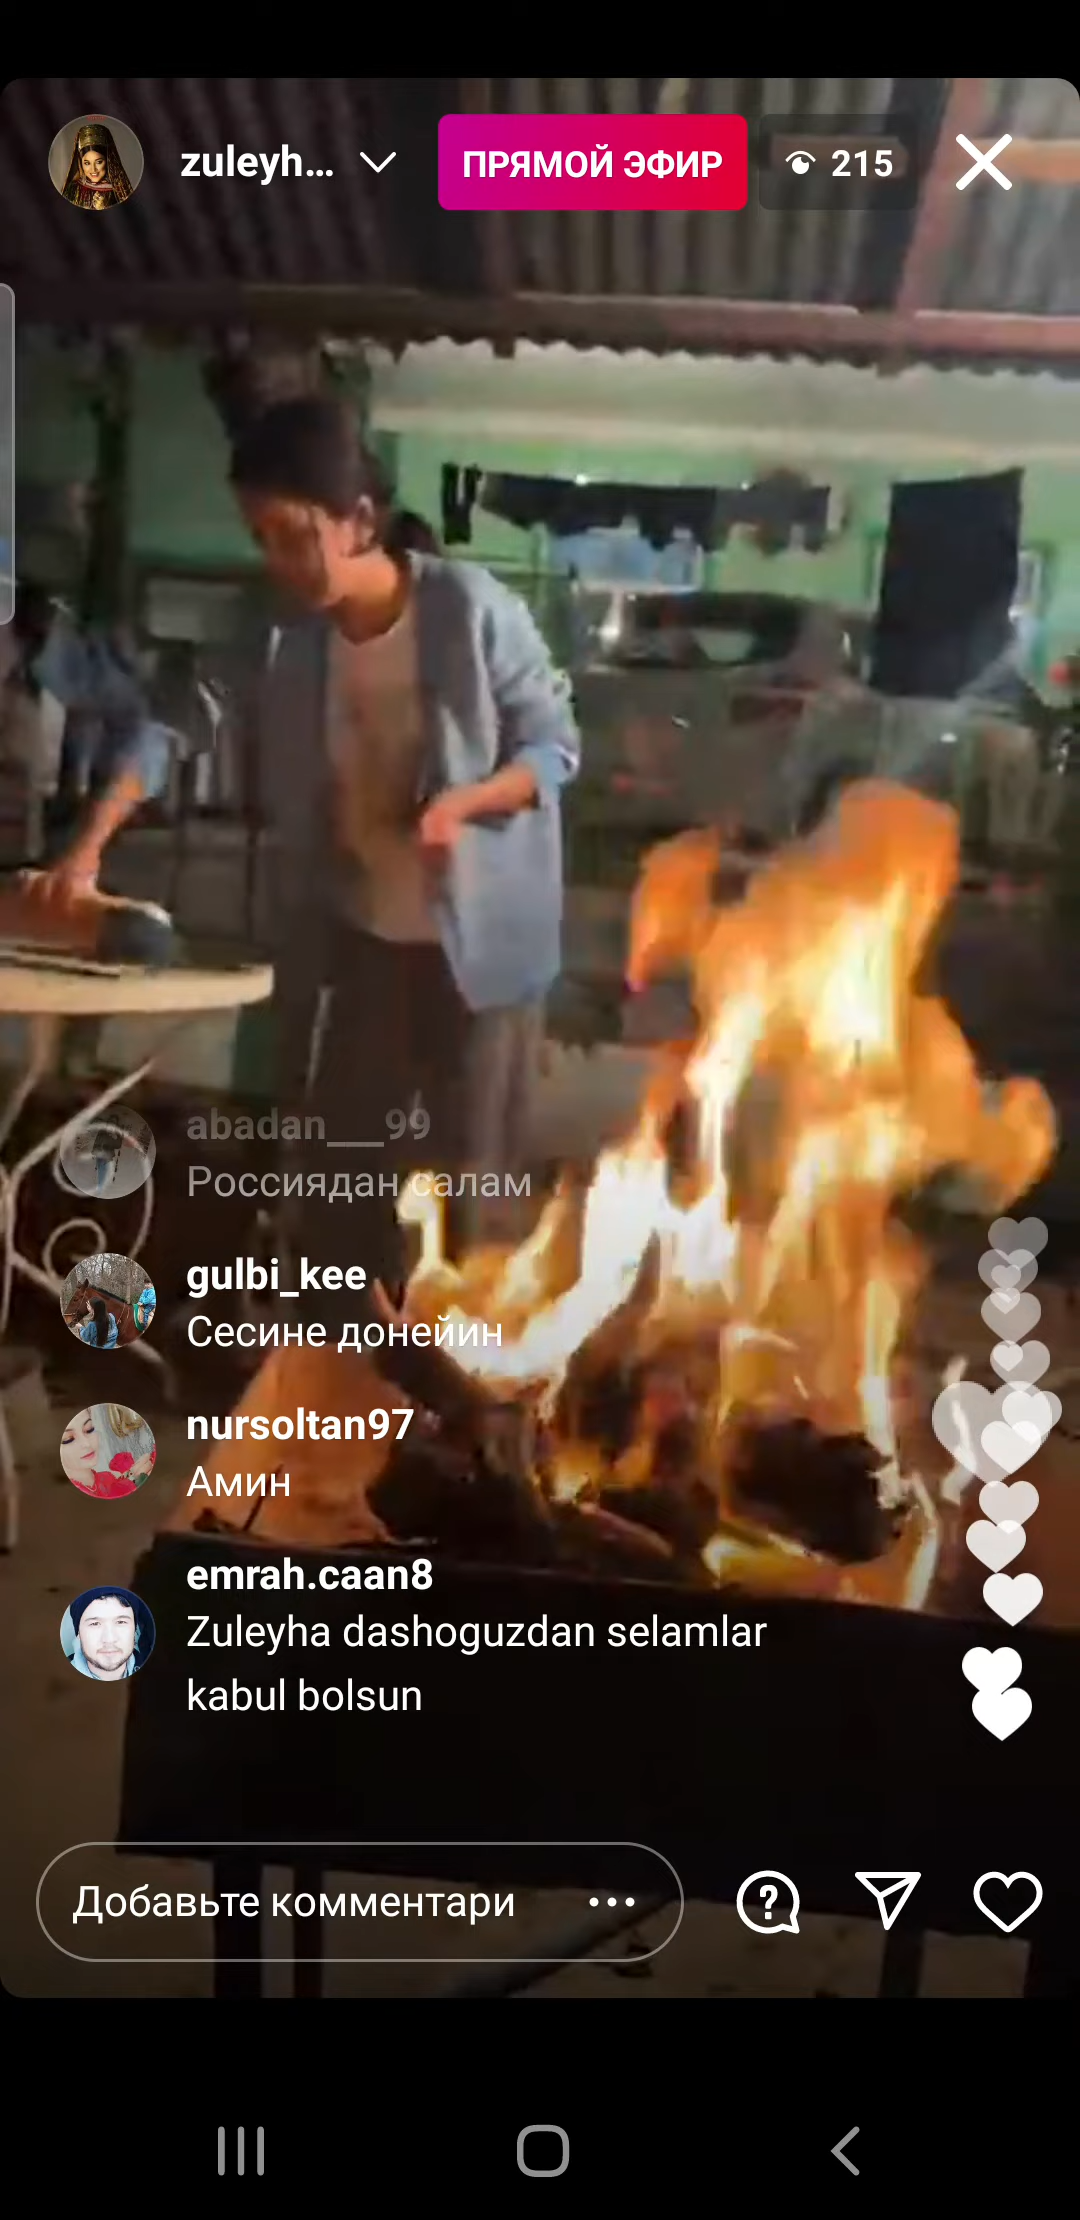 zuleyh...
ПРЯМОЙ ЭФИР
215
abadan___99
Россиядан салам
gulbi_kee
Сесине донейин
nursoltan97
Амин
emrah.caan8
Zuleyha dashoguzdan selamlar
kabul bolsun
Добавьте комментари